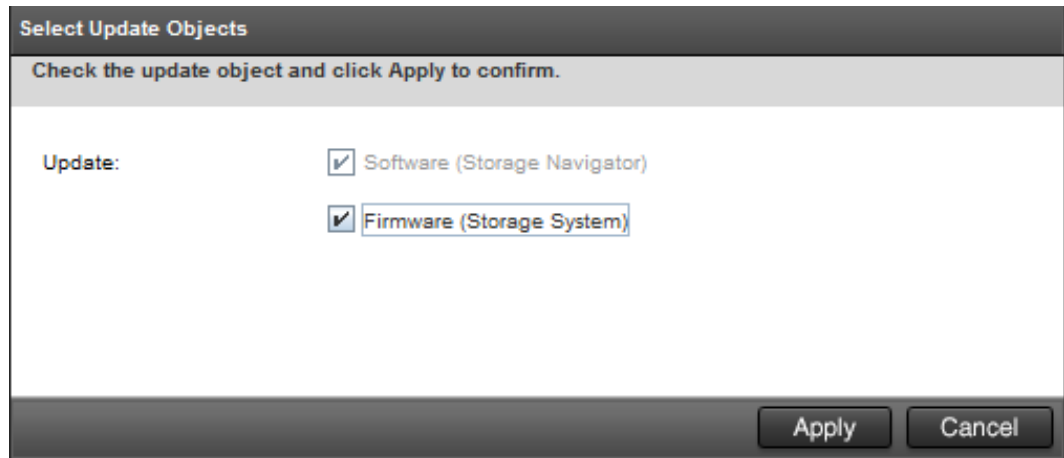 Select Update Objects
Check the update object and click Apply to confirm.
Update:
Software (Storage Navigator)
Firmware (Storage System)
Apply Cancel